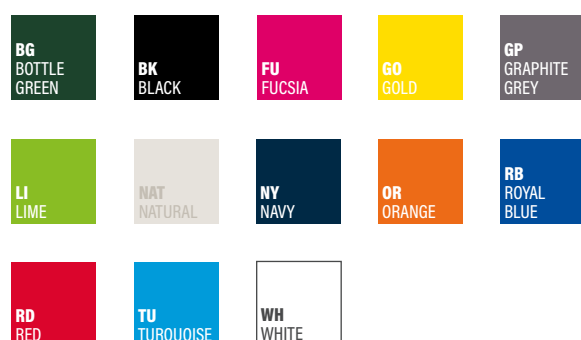 BG
BOTTLE
GREEN
BK
BLACK
FU
FUCSIA
GO
GOLD
GP
GRAPHITE
GREY
LI
LIME
NAT
NATURAL
NY
NAVY
OR
ORANGE
RB
ROYAL
BLUE
RD
RED
TU
TURQUOISE
WH
WHITE